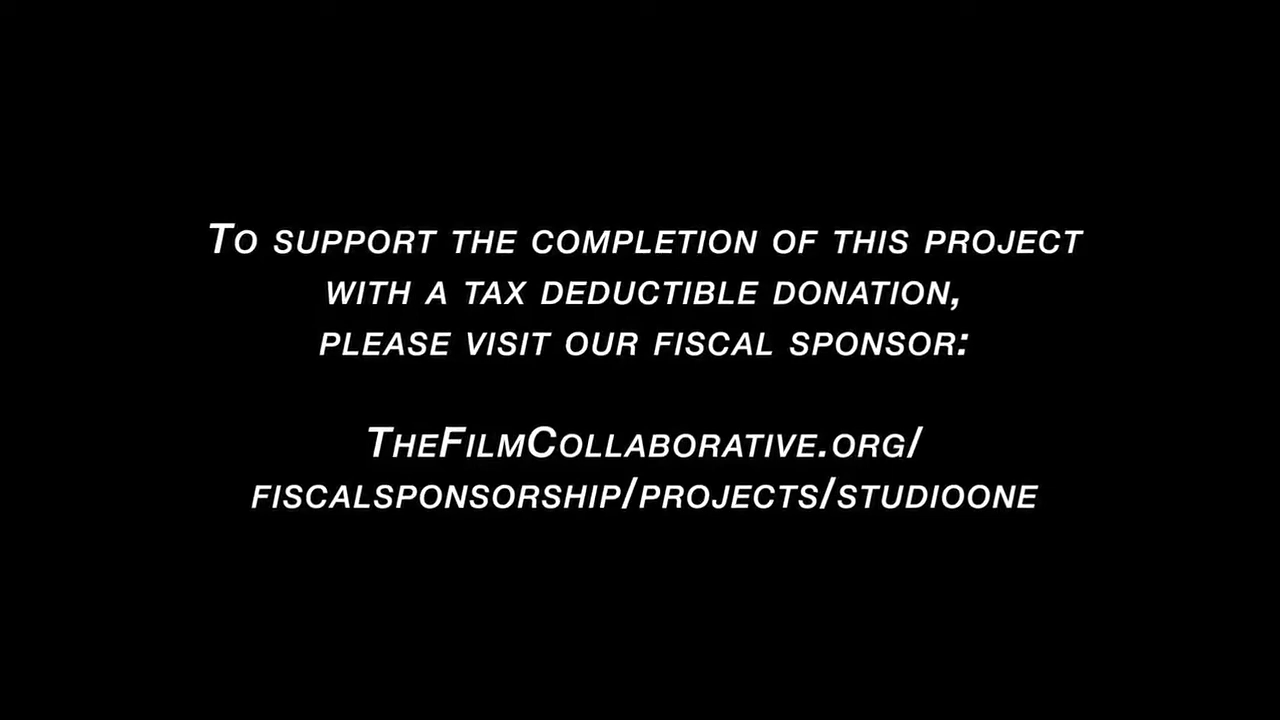 To support the completion of this project
with a tax deductible donation,
please visit our fiscal sponsor:
TheFilmCollaborative.org/
fiscalsponsorship/projects/studioone